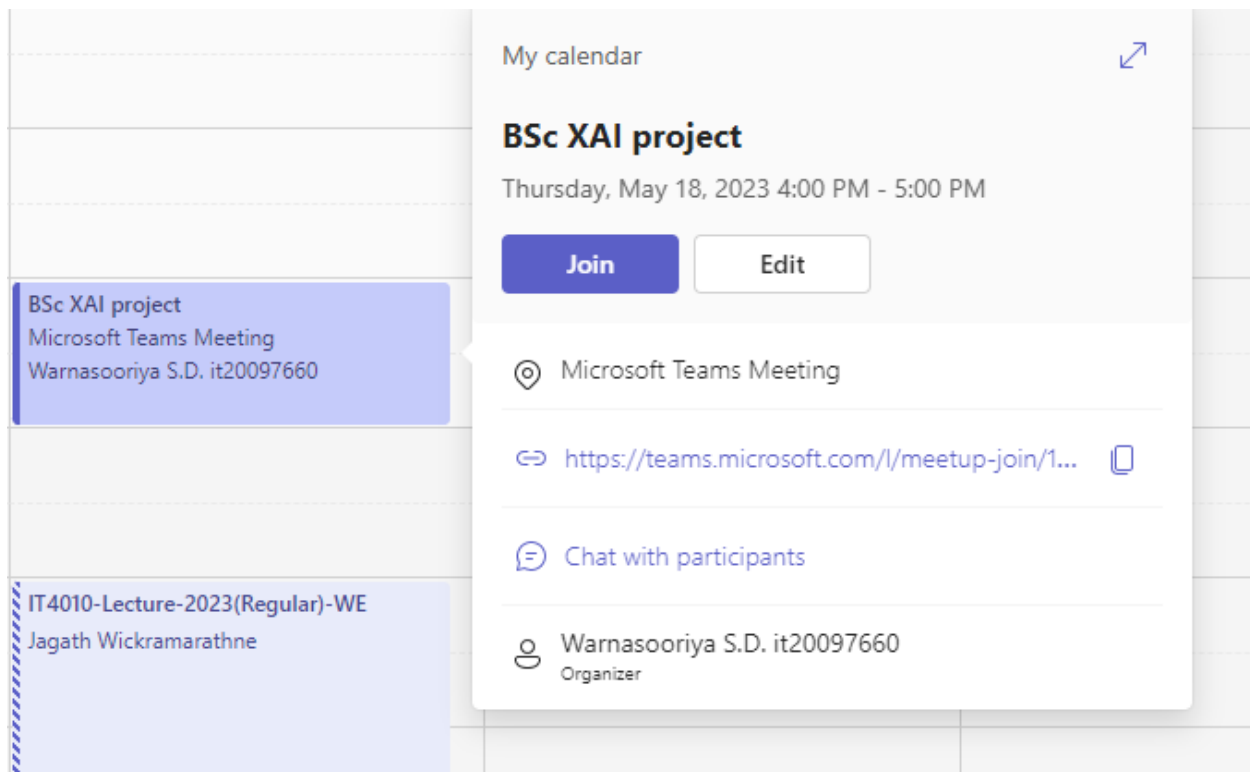 My calendar
BSc XAI project
Thursday, May 18, 2023 4:00 PM - 5:00 PM
Join
Edit
BSc XAI project
Microsoft Teams Meeting
Warnasooriya S.D. it20097660
Microsoft Teams Meeting
https://teams.microsoft.com/l/meetup-join/1...
Chat with participants
Warnasooriya S.D. it20097660
Organizer
IT4010-Lecture-2023(Regular)-WE
Jagath Wickramarathne